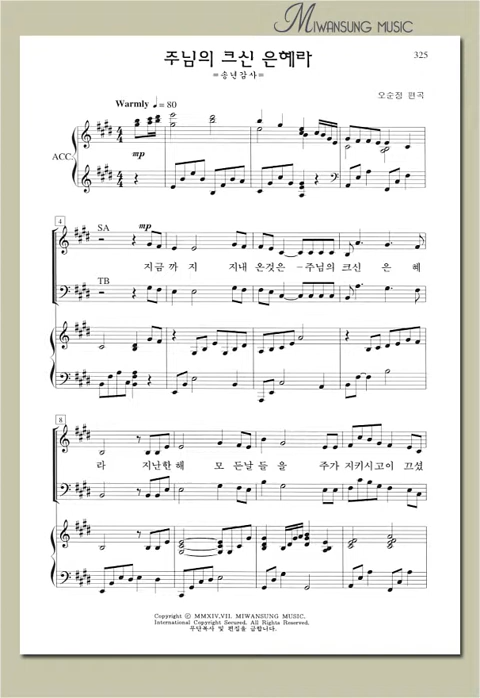 MIWANSUNG MUSIC
주님의 크신 은혜라
325
=송년감사=
오순정 편곡
Warmly ♩= 80
ACC.
mp
4
SA
mp
지금까지 지내 온것은 -주님의 크신 은 혜
TB
8
라 지난한해 모 든날 들 을 주가 지키시고이 끄셨
Copyright © MMXIV,VII. MIWANSUNG MUSIC.
International Copyright Secured. All Rights Reserved.
무단복사 및 편집을 금합니다.